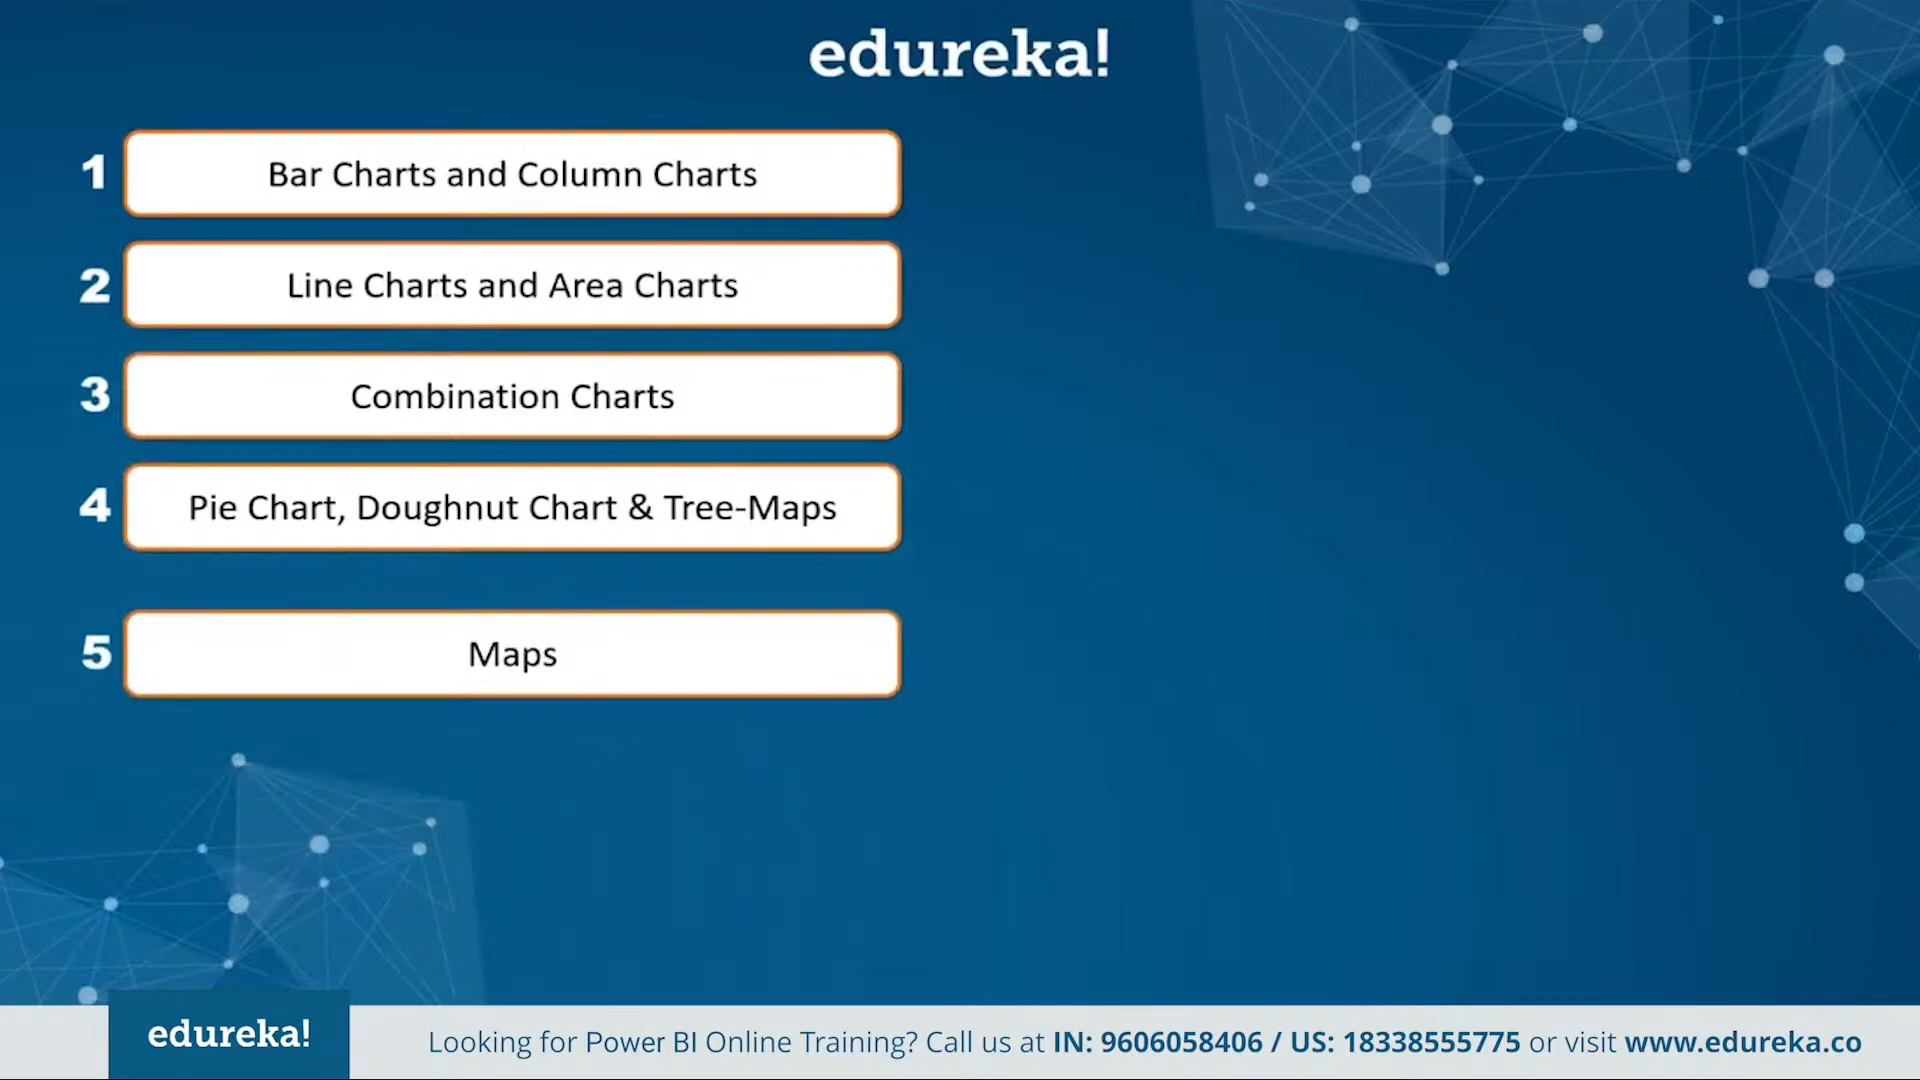 edureka!
1 Bar Charts and Column Charts
2 Line Charts and Area Charts
3 Combination Charts
4 Pie Chart, Doughnut Chart & Tree-Maps
5 Maps
edureka! Looking for Power BI Online Training? Call us at IN: 9606058406 / US: 18338555775 or visit www.edureka.co